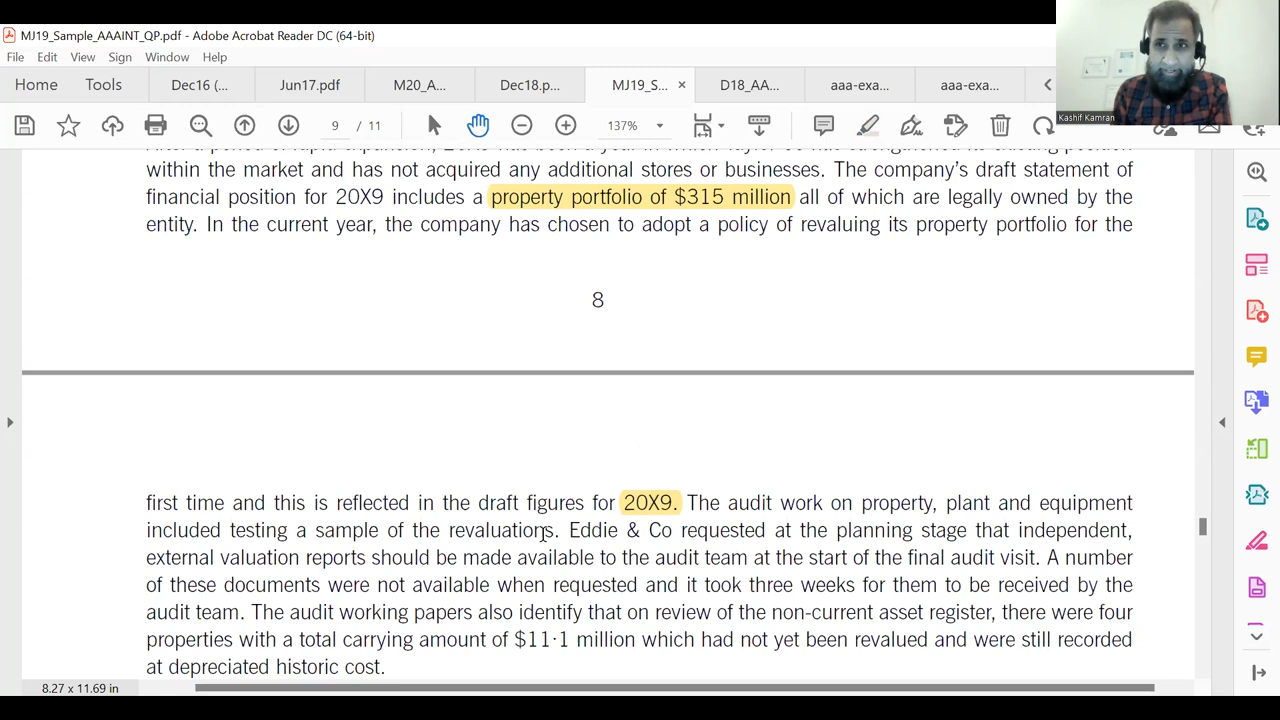 MJ19_Sample_AAAINT_QP.pdf - Adobe Acrobat Reader DC (64-bit)
File Edit View Sign Window Help
Home Tools Dec16 (... Jun17.pdf M20_A... Dec18.p... MJ19_S... D18_AA... aaa-exa... aaa-exa...
9 / 11 137%
Kashif Kamran
within the market and has not acquired any additional stores or businesses. The company's draft statement of
financial position for 20X9 includes a property portfolio of $315 million all of which are legally owned by the
entity. In the current year, the company has chosen to adopt a policy of revaluing its property portfolio for the
8
first time and this is reflected in the draft figures for 20X9. The audit work on property, plant and equipment
included testing a sample of the revaluations. Eddie & Co requested at the planning stage that independent,
external valuation reports should be made available to the audit team at the start of the final audit visit. A number
of these documents were not available when requested and it took three weeks for them to be received by the
audit team. The audit working papers also identify that on review of the non-current asset register, there were four
properties with a total carrying amount of $11·1 million which had not yet been revalued and were still recorded
at depreciated historic cost.
8.27 x 11.69 in